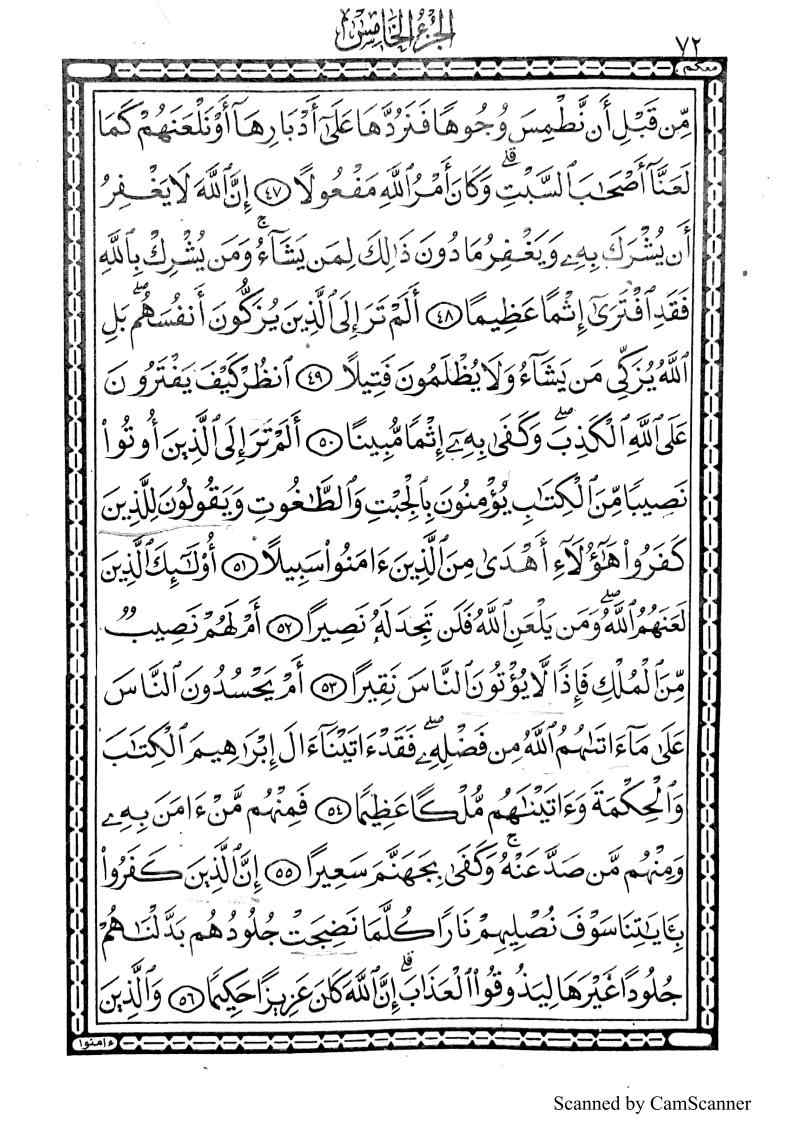 الجزء الخامس
٧٢
معكم
مِّن قَبْلِ أَن نَّطْمِسَ وُجُوهًا فَنَرُدَّهَا عَلَىٰٓ أَدْبَارِهَآ أَوْ نَلْعَنَهُمْ كَمَا
لَعَنَّآ أَصْحَٰبَ ٱلسَّبْتِۗ وَكَانَ أَمْرُ ٱللَّهِ مَفْعُولًا ٤٧ إِنَّ ٱللَّهَ لَا يَغْفِرُ
أَن يُشْرَكَ بِهِۦ وَيَغْفِرُ مَا دُونَ ذَٰلِكَ لِمَن يَشَآءُۚ وَمَن يُشْرِكْ بِٱللَّهِ
فَقَدِ ٱفْتَرَىٰٓ إِثْمًا عَظِيمًا ٤٨ أَلَمْ تَرَ إِلَى ٱلَّذِينَ يُزَكُّونَ أَنفُسَهُمۖ بَلِ
ٱللَّهُ يُزَكِّى مَن يَشَآءُ وَلَا يُظْلَمُونَ فَتِيلًا ٤٩ ٱنظُرْ كَيْفَ يَفْتَرُونَ
عَلَى ٱللَّهِ ٱلْكَذِبَۖ وَكَفَىٰ بِهِۦٓ إِثْمًا مُّبِينًا ٥٠ أَلَمْ تَرَ إِلَى ٱلَّذِينَ أُوتُوا۟
نَصِيبًا مِّنَ ٱلْكِتَٰبِ يُؤْمِنُونَ بِٱلْجِبْتِ وَٱلطَّٰغُوتِ وَيَقُولُونَ لِلَّذِينَ
كَفَرُوا۟ هَٰٓؤُلَآءِ أَهْدَىٰ مِنَ ٱلَّذِينَ ءَامَنُوا۟ سَبِيلًا ٥١ أُو۟لَٰٓئِكَ ٱلَّذِينَ
لَعَنَهُمُ ٱللَّهُۖ وَمَن يَلْعَنِ ٱللَّهُ فَلَن تَجِدَ لَهُۥ نَصِيرًا ٥٢ أَمْ لَهُمْ نَصِيبٌ
مِّنَ ٱلْمُلْكِ فَإِذًا لَّا يُؤْتُونَ ٱلنَّاسَ نَقِيرًا ٥٣ أَمْ يَحْسُدُونَ ٱلنَّاسَ
عَلَىٰ مَآ ءَاتَىٰهُمُ ٱللَّهُ مِن فَضْلِهِۦۖ فَقَدْ ءَاتَيْنَآ ءَالَ إِبْرَٰهِيمَ ٱلْكِتَٰبَ
وَٱلْحِكْمَةَ وَءَاتَيْنَٰهُم مُّلْكًا عَظِيمًا ٥٤ فَمِنْهُم مَّنْ ءَامَنَ بِهِۦ
وَمِنْهُم مَّن صَدَّ عَنْهُۚ وَكَفَىٰ بِجَهَنَّمَ سَعِيرًا ٥٥ إِنَّ ٱلَّذِينَ كَفَرُوا۟
بِـَٔايَٰتِنَا سَوْفَ نُصْلِيهِمْ نَارًا كُلَّمَا نَضِجَتْ جُلُودُهُم بَدَّلْنَٰهُمْ
جُلُودًا غَيْرَهَا لِيَذُوقُوا۟ ٱلْعَذَابَۗ إِنَّ ٱللَّهَ كَانَ عَزِيزًا حَكِيمًا ٥٦ وَٱلَّذِينَ
ءامنوا
Scanned by CamScanner